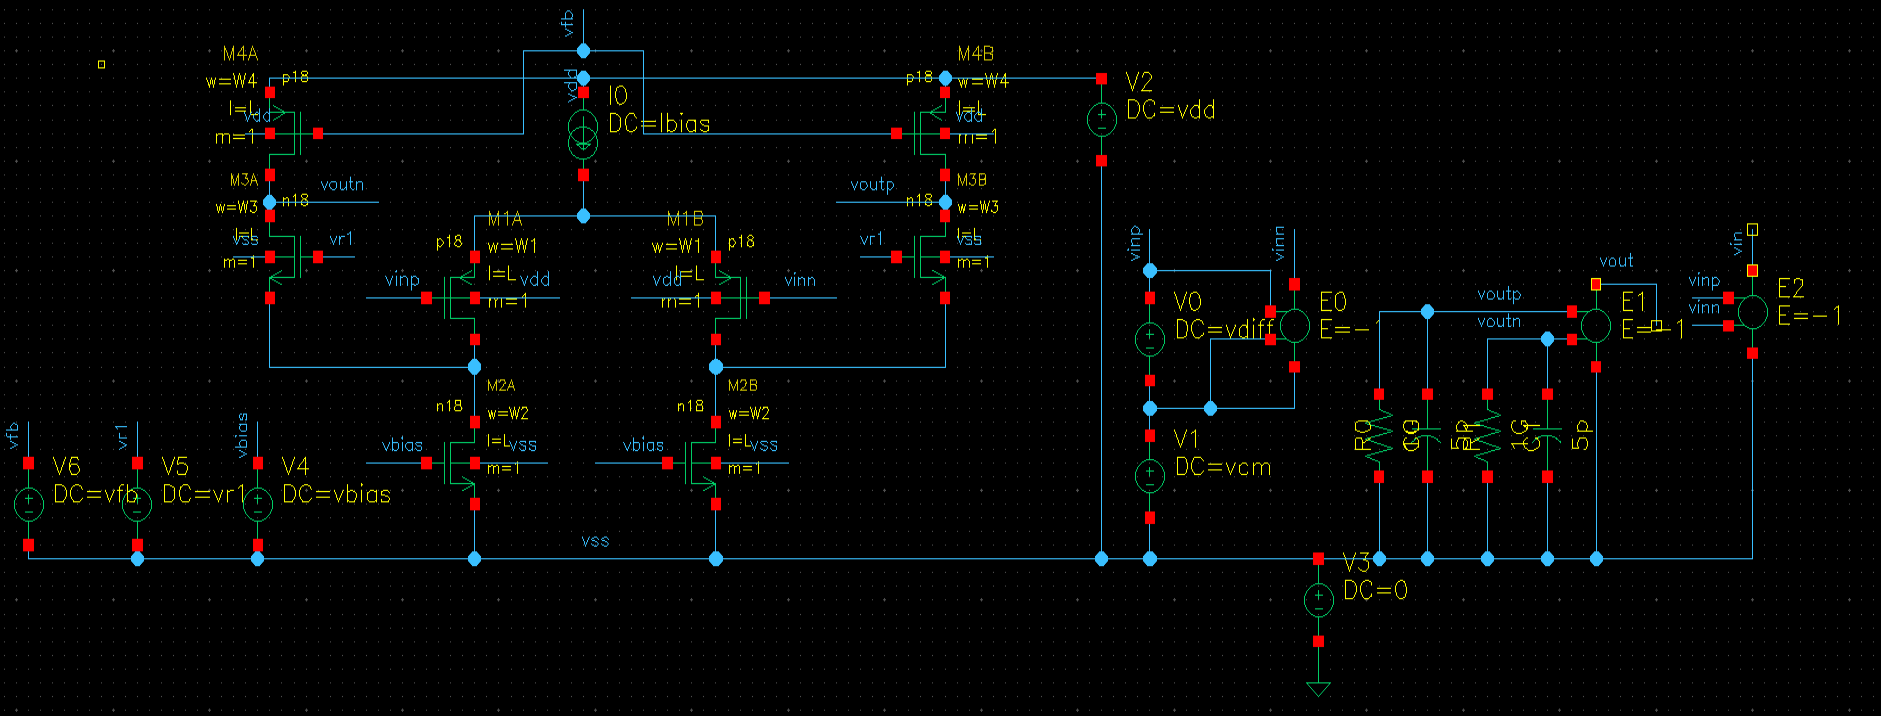 vfb
M4A
w=W4
p18
l=L
vdd
m=1
vdd
I0
DC=Ibias
M4B
p18
w=W4
l=L
vdd
m=1
V2
DC=vdd
M3A
voutn
w=W3
n18
l=L
vss
vr1
m=1
voutp
M3B
n18
w=W3
l=L
vr1
vss
m=1
M1A
p18
w=W1
l=L
vinp
vdd
m=1
M1B
w=W1
p18
l=L
vdd
vinn
m=1
M2A
n18
w=W2
l=L
vbias
vss
m=1
M2B
n18
w=W2
l=L
vbias
vss
m=1
vfb
V6
DC=vfb
vr1
V5
DC=vr1
vbias
V4
DC=vbias
vss
vinp
vinn
V0
DC=vdiff
E0
E=-1
V1
DC=vcm
V3
DC=0
voutp
voutn
vout
E1
E=-1
R0
5p
1G
5p
vin
vinp
vinn
E2
E=-1